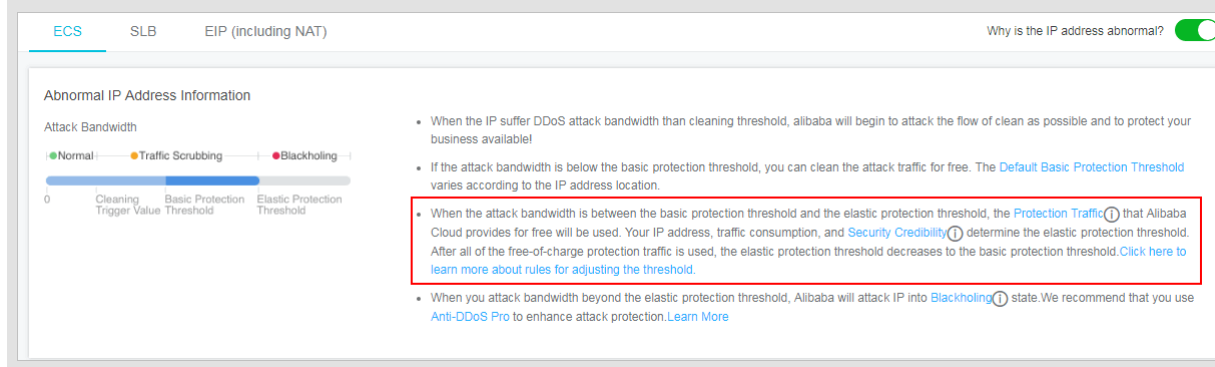 ECS SLB EIP (including NAT) Why is the IP address abnormal?
Abnormal IP Address Information
Attack Bandwidth
Normal Traffic Scrubbing Blackholing
0 Cleaning Trigger Value Basic Protection Threshold Elastic Protection Threshold
• When the IP suffer DDoS attack bandwidth than cleaning threshold, alibaba will begin to attack the flow of clean as possible and to protect your
business available!
• If the attack bandwidth is below the basic protection threshold, you can clean the attack traffic for free. The Default Basic Protection Threshold
varies according to the IP address location.
• When the attack bandwidth is between the basic protection threshold and the elastic protection threshold, the Protection Traffic that Alibaba
Cloud provides for free will be used. Your IP address, traffic consumption, and Security Credibility determine the elastic protection threshold.
After all of the free-of-charge protection traffic is used, the elastic protection threshold decreases to the basic protection threshold.Click here to
learn more about rules for adjusting the threshold.
• When you attack bandwidth beyond the elastic protection threshold, Alibaba will attack IP into Blackholing state.We recommend that you use
Anti-DDoS Pro to enhance attack protection.Learn More